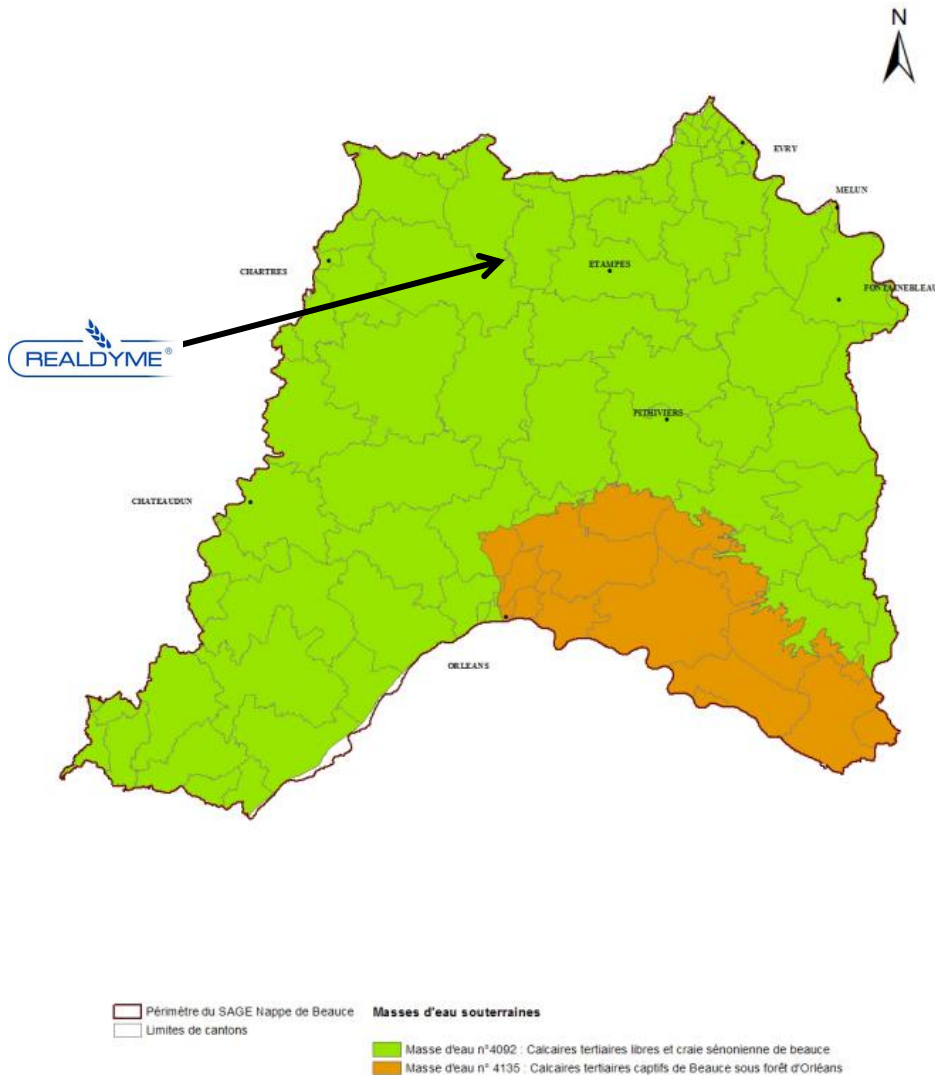 N
EVRY
MELUN
CHARTRES
ETAMPES
FONTAINEBLEAU
REALDYME®
PITHIVIERS
CHATEAUDUN
ORLEANS
Périmètre du SAGE Nappe de Beauce
Limites de cantons
Masses d'eau souterraines
Masse d'eau n°4092 : Calcaires tertiaires libres et craie sénonienne de beauce
Masse d'eau n° 4135 : Calcaires tertiaires captifs de Beauce sous forêt d'Orléans